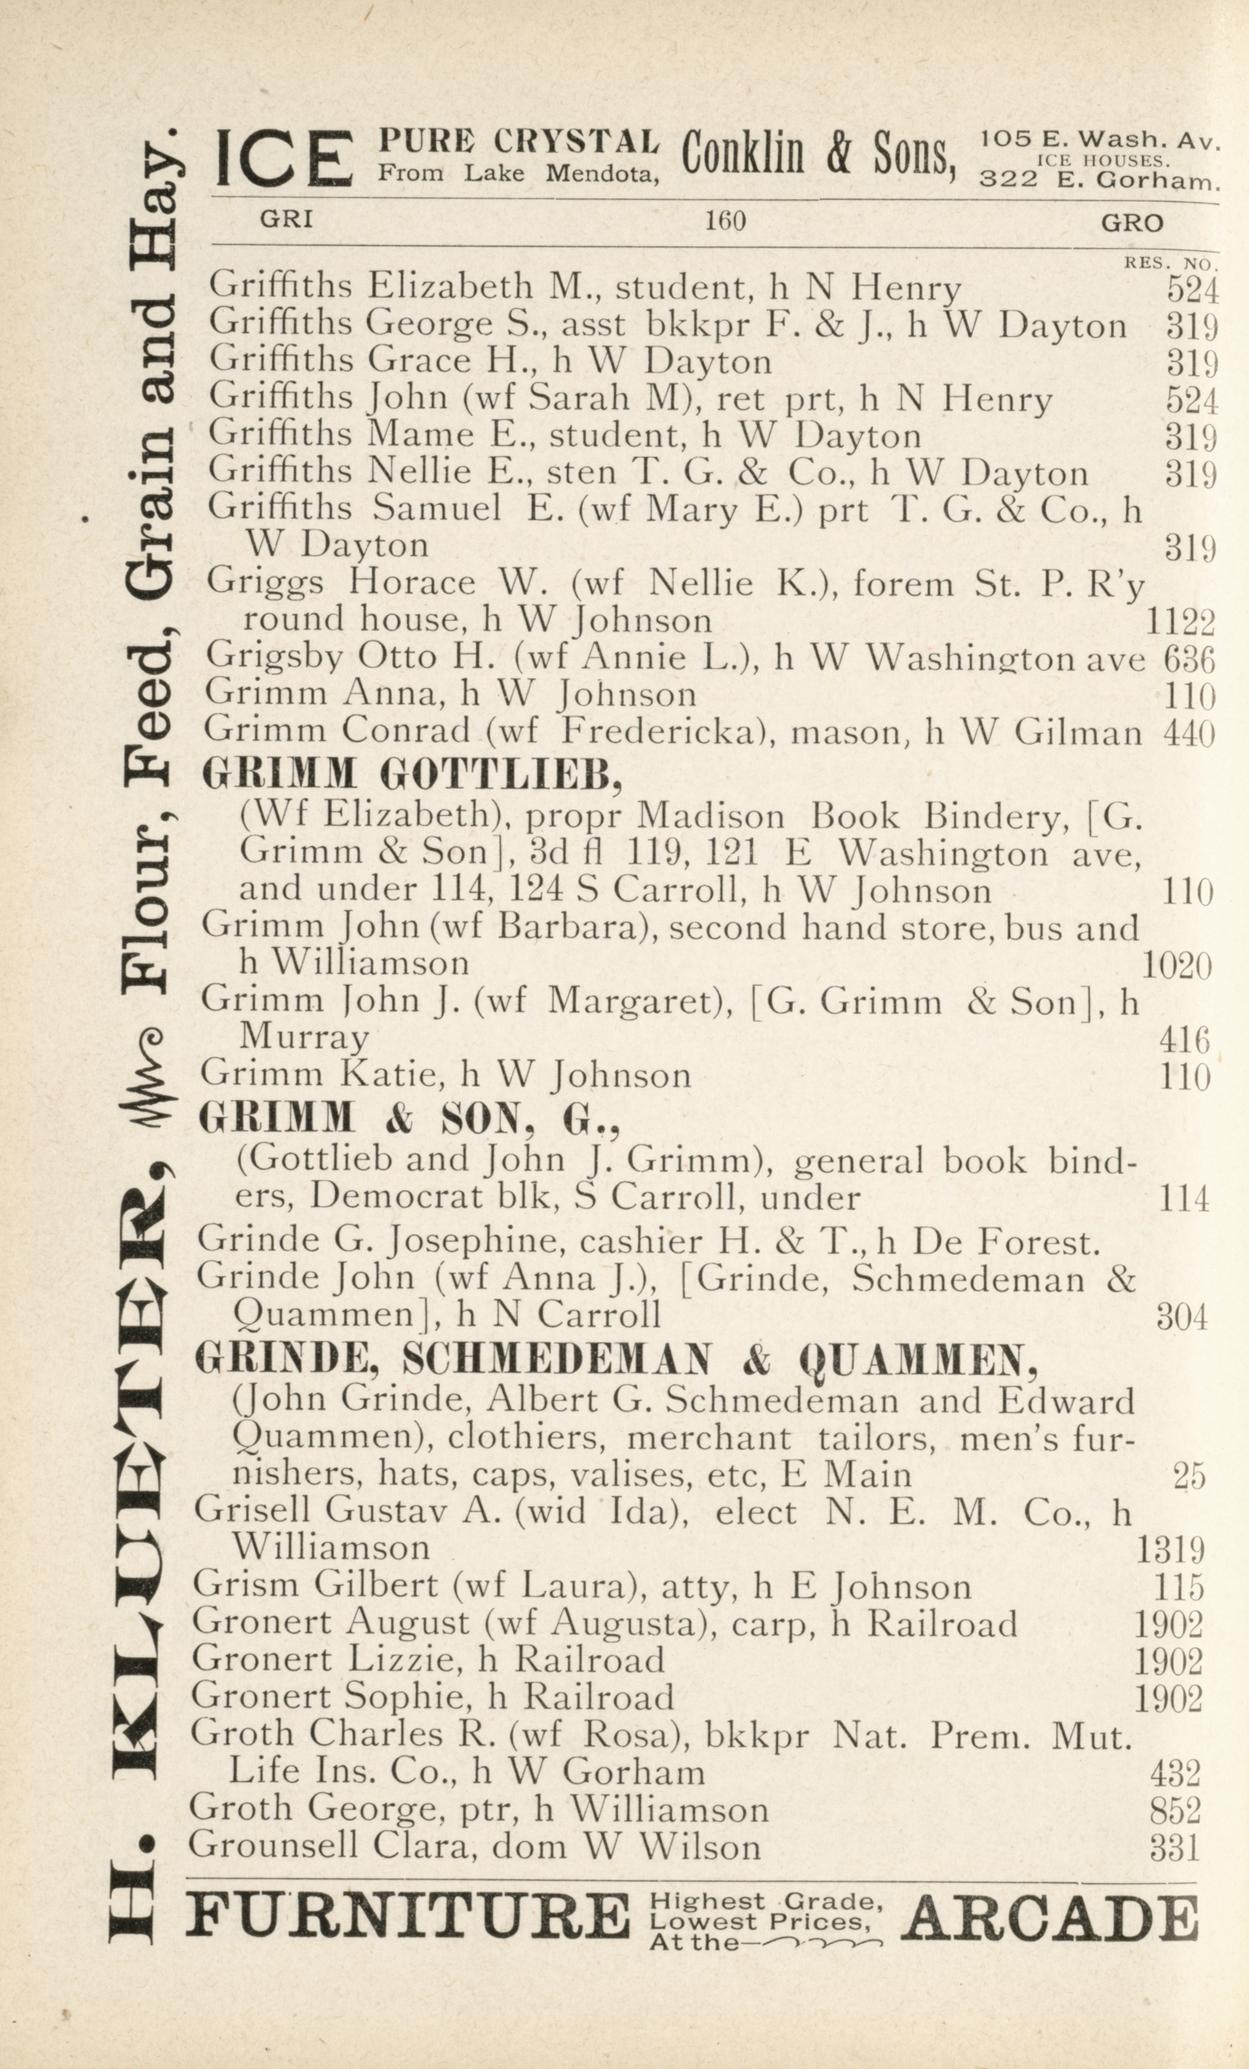 ICE PURE CRYSTAL From Lake Mendota, Conklin & Sons, 105 E. Wash. Av. ICE HOUSES. 322 E. Gorham.
GRI 160 GRO
RES. NO.
Griffiths Elizabeth M., student, h N Henry 524
Griffiths George S., asst bkkpr F. & J., h W Dayton 319
Griffiths Grace H., h W Dayton 319
Griffiths John (wf Sarah M), ret prt, h N Henry 524
Griffiths Mame E., student, h W Dayton 319
Griffiths Nellie E., sten T. G. & Co., h W Dayton 319
Griffiths Samuel E. (wf Mary E.) prt T. G. & Co., h
W Dayton 319
Griggs Horace W. (wf Nellie K.), forem St. P. R'y
round house, h W Johnson 1122
Grigsby Otto H. (wf Annie L.), h W Washington ave 636
Grimm Anna, h W Johnson 110
Grimm Conrad (wf Fredericka), mason, h W Gilman 440
GRIMM GOTTLIEB,
(Wf Elizabeth), propr Madison Book Bindery, [G.
Grimm & Son], 3d fl 119, 121 E Washington ave,
and under 114, 124 S Carroll, h W Johnson 110
Grimm John (wf Barbara), second hand store, bus and
h Williamson 1020
Grimm John J. (wf Margaret), [G. Grimm & Son], h
Murray 416
Grimm Katie, h W Johnson 110
GRIMM & SON, G.,
(Gottlieb and John J. Grimm), general book bind-
ers, Democrat blk, S Carroll, under 114
Grinde G. Josephine, cashier H. & T., h De Forest.
Grinde John (wf Anna J.), [Grinde, Schmedeman &
Quammen], h N Carroll 304
GRINDE, SCHMEDEMAN & QUAMMEN,
(John Grinde, Albert G. Schmedeman and Edward
Quammen), clothiers, merchant tailors, men's fur-
nishers, hats, caps, valises, etc, E Main 25
Grisell Gustav A. (wid Ida), elect N. E. M. Co., h
Williamson 1319
Grism Gilbert (wf Laura), atty, h E Johnson 115
Gronert August (wf Augusta), carp, h Railroad 1902
Gronert Lizzie, h Railroad 1902
Gronert Sophie, h Railroad 1902
Groth Charles R. (wf Rosa), bkkpr Nat. Prem. Mut.
Life Ins. Co., h W Gorham 432
Groth George, ptr, h Williamson 852
Grounsell Clara, dom W Wilson 331
FURNITURE Highest Grade, Lowest Prices, At the ARCADE
H. KLUETER, Flour, Feed, Grain and Hay.